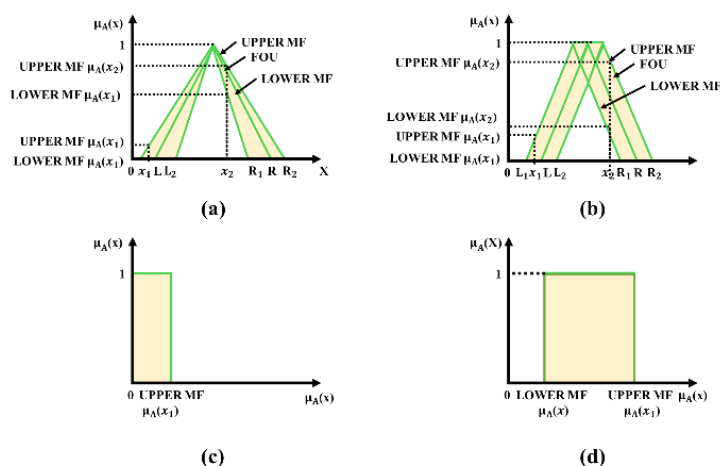 μA(x)
1
UPPER MF
FOU
UPPER MF μA(x2)
LOWER MF
LOWER MF μA(x1)
UPPER MF μA(x1)
LOWER MF μA(x1)
0 x1 L L2 x2 R1 R R2 X
(a)
μA(X)
1
UPPER MF
UPPER MF μA(x2)
FOU
LOWER MF
LOWER MF μA(x2)
UPPER MF μA(x1)
LOWER MF μA(x1)
0 L1 x1 L L2 x2 R1 R R2
(b)
μA(x)
1
0 UPPER MF μA(x)
μA(x1)
(c)
μA(X)
1
0 LOWER MF UPPER MF μA(x)
μA(x) μA(x1)
(d)